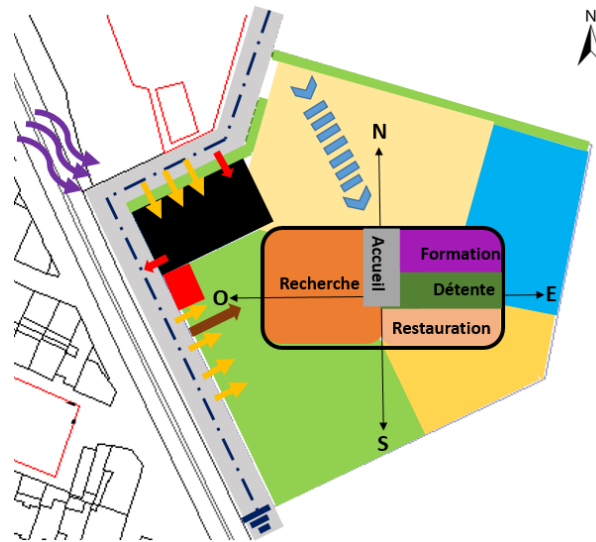 N
N
Accueil
Formation
Recherche
Détente
O
E
Restauration
S